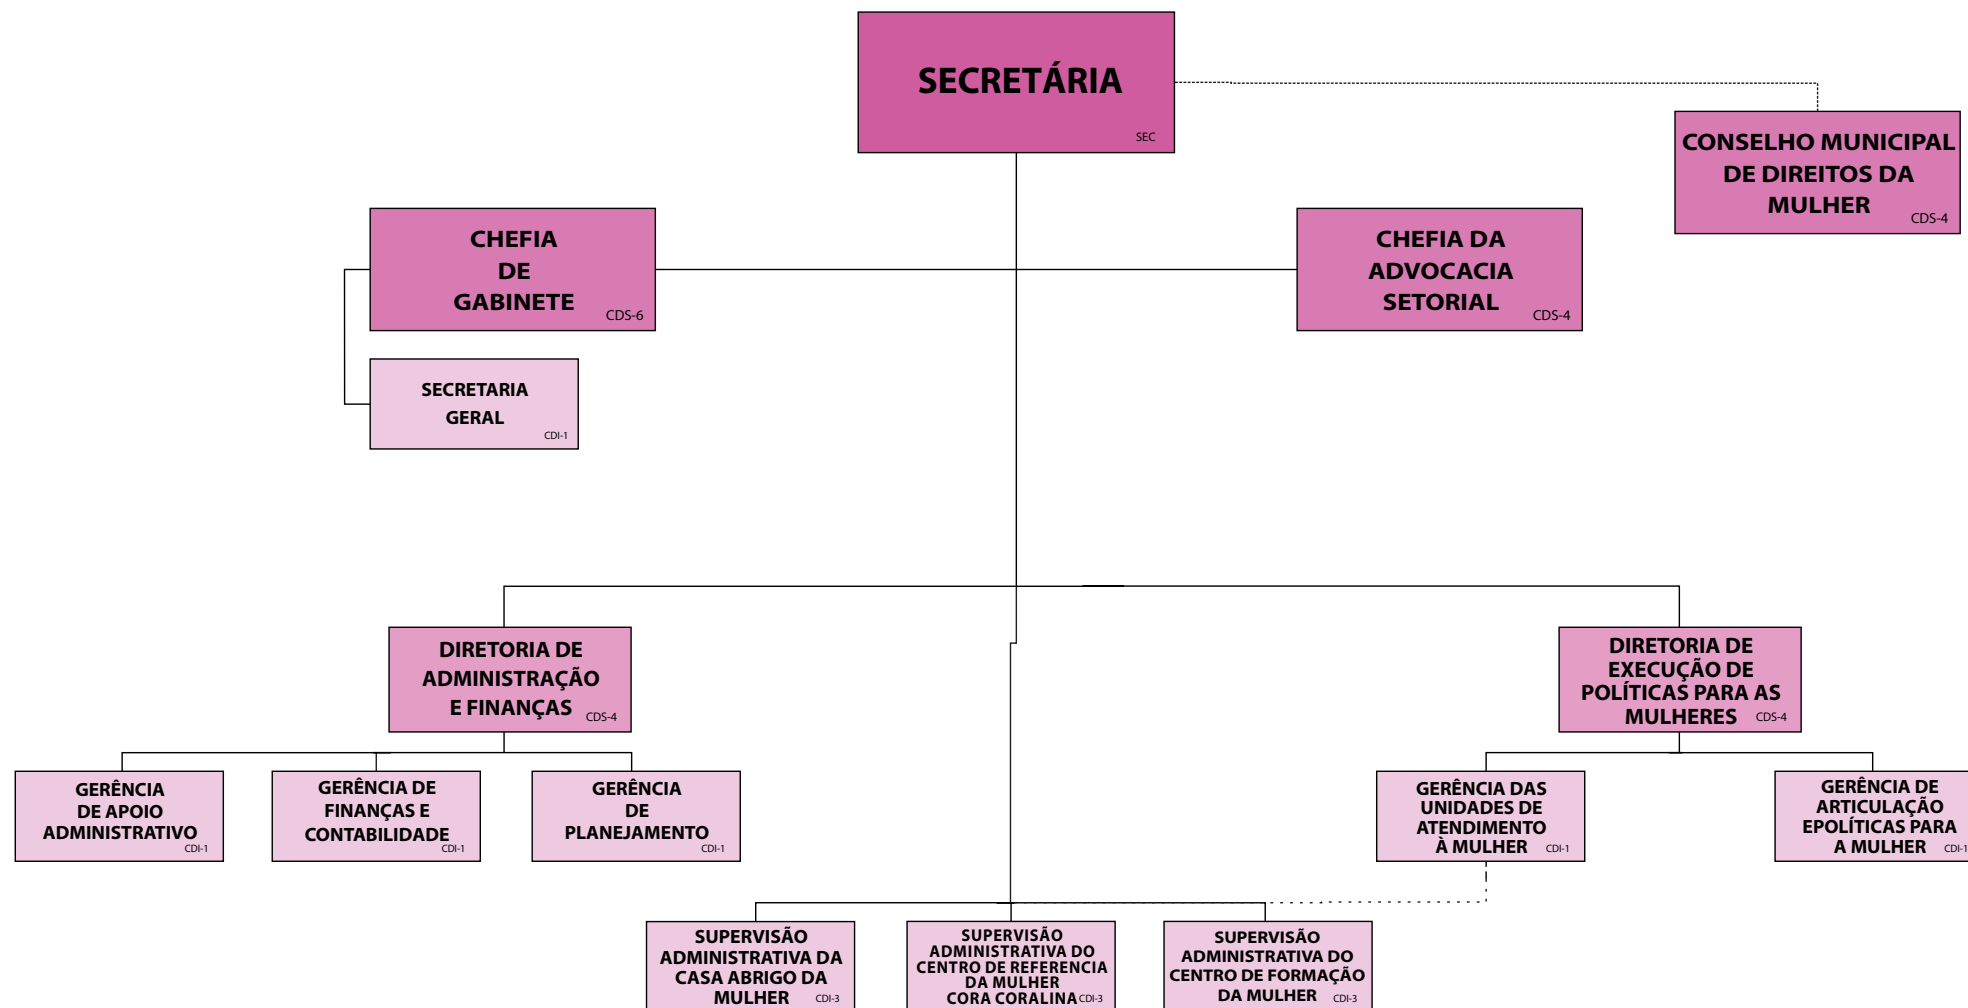 SECRETÁRIA
SEC
CONSELHO MUNICIPAL
DE DIREITOS DA
MULHER
CDS-4
CHEFIA
DE
GABINETE
CDS-6
CHEFIA DA
ADVOCACIA
SETORIAL
CDS-4
SECRETARIA
GERAL
CDI-1
DIRETORIA DE
ADMINISTRAÇÃO
E FINANÇAS CDS-4
DIRETORIA DE
EXECUÇÃO DE
POLÍTICAS PARA AS
MULHERES CDS-4
GERÊNCIA
DE APOIO
ADMINISTRATIVO
CDI-1
GERÊNCIA DE
FINANÇAS E
CONTABILIDADE
CDI-1
GERÊNCIA
DE
PLANEJAMENTO
CDI-1
GERÊNCIA DAS
UNIDADES DE
ATENDIMENTO
À MULHER CDI-1
GERÊNCIA DE
ARTICULAÇÃO
EPOLÍTICAS PARA
A MULHER CDI-1
SUPERVISÃO
ADMINISTRATIVA DA
CASA ABRIGO DA
MULHER CDI-3
SUPERVISÃO
ADMINISTRATIVA DO
CENTRO DE REFERENCIA
DA MULHER
CORA CORALINA CDI-3
SUPERVISÃO
ADMINISTRATIVA DO
CENTRO DE FORMAÇÃO
DA MULHER CDI-3